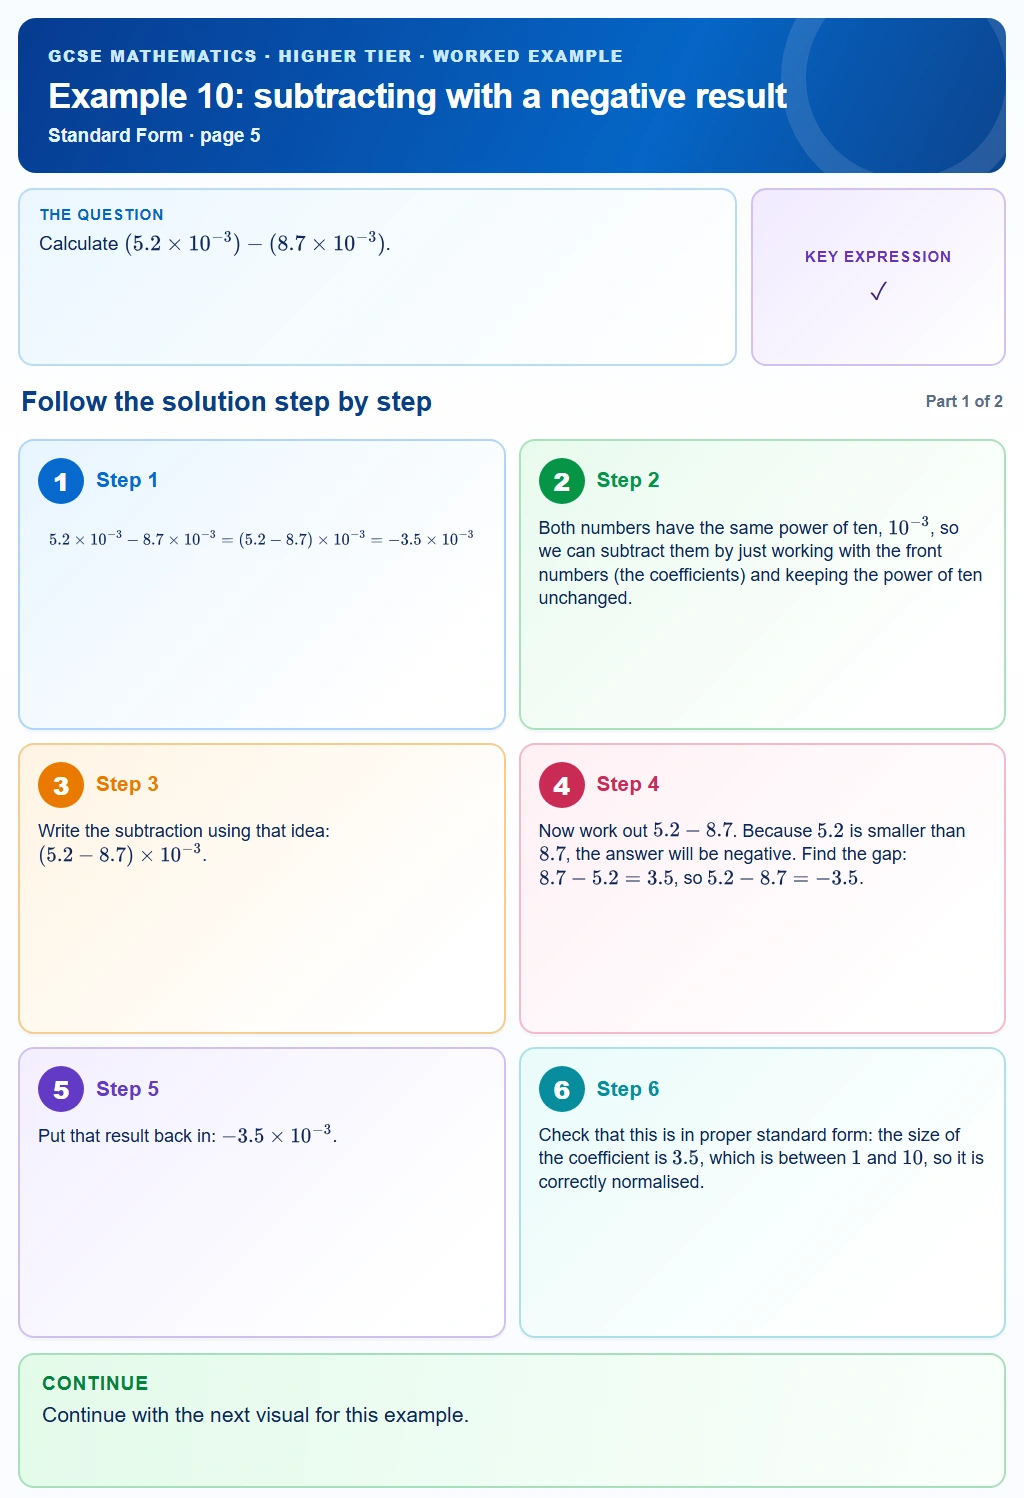 GCSE MATHEMATICS · HIGHER TIER · WORKED EXAMPLE
Example 10: subtracting with a negative result
Standard Form · page 5
THE QUESTION
Calculate (5.2 × 10⁻³) − (8.7 × 10⁻³).
KEY EXPRESSION
✓
Follow the solution step by step
Part 1 of 2
1 Step 1
5.2 × 10⁻³ − 8.7 × 10⁻³ = (5.2 − 8.7) × 10⁻³ = −3.5 × 10⁻³
2 Step 2
Both numbers have the same power of ten, 10⁻³, so
we can subtract them by just working with the front
numbers (the coefficients) and keeping the power of ten
unchanged.
3 Step 3
Write the subtraction using that idea:
(5.2 − 8.7) × 10⁻³.
4 Step 4
Now work out 5.2 − 8.7. Because 5.2 is smaller than
8.7, the answer will be negative. Find the gap:
8.7 − 5.2 = 3.5, so 5.2 − 8.7 = −3.5.
5 Step 5
Put that result back in: −3.5 × 10⁻³.
6 Step 6
Check that this is in proper standard form: the size of
the coefficient is 3.5, which is between 1 and 10, so it is
correctly normalised.
CONTINUE
Continue with the next visual for this example.